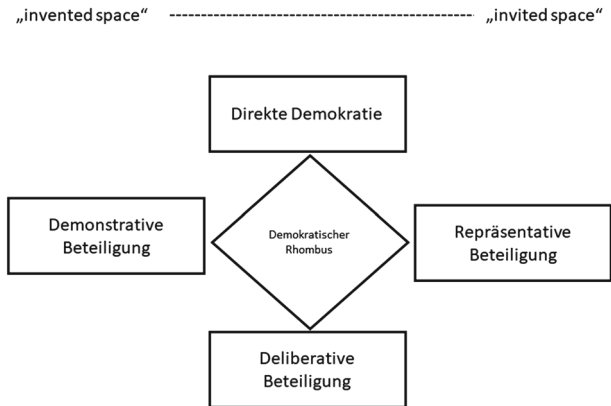 „invented space“ „invited space“
Direkte Demokratie
Demonstrative
Beteiligung
Demokratischer
Rhombus
Repräsentative
Beteiligung
Deliberative
Beteiligung